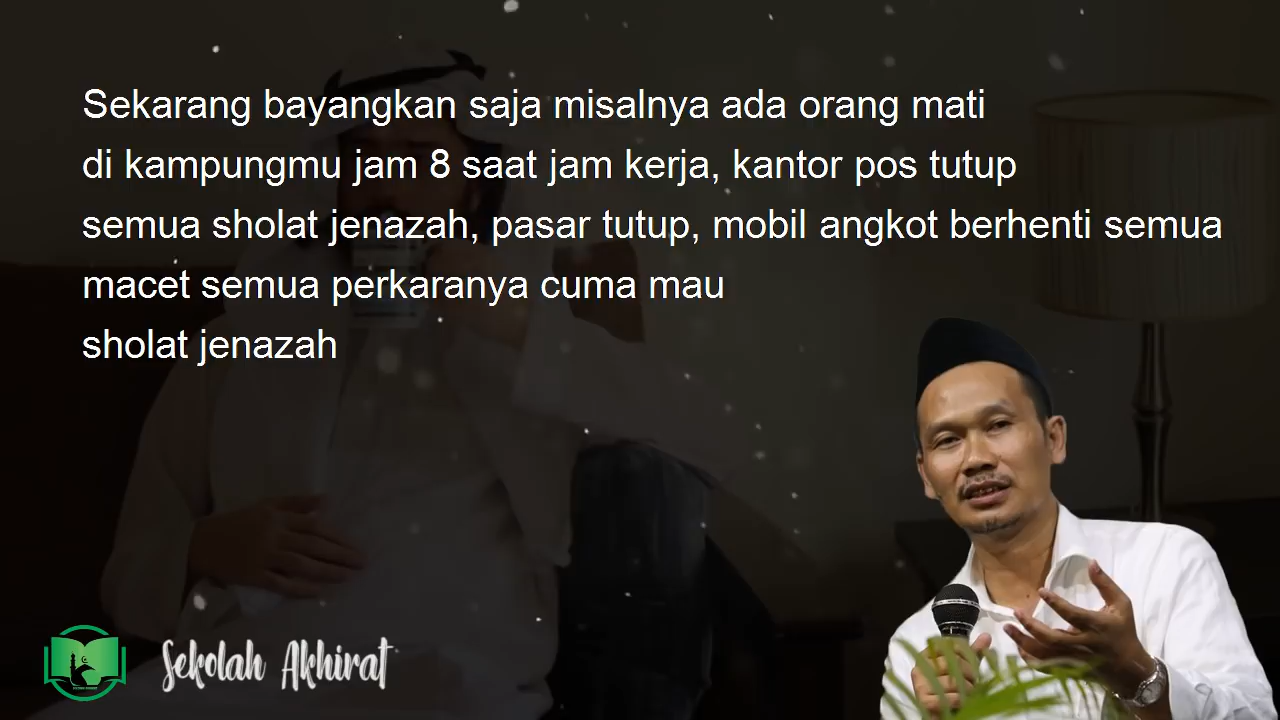 Sekarang bayangkan saja misalnya ada orang mati
di kampungmu jam 8 saat jam kerja, kantor pos tutup
semua sholat jenazah, pasar tutup, mobil angkot berhenti semua
macet semua perkaranya cuma mau
sholat jenazah
Sekolah Akhirat